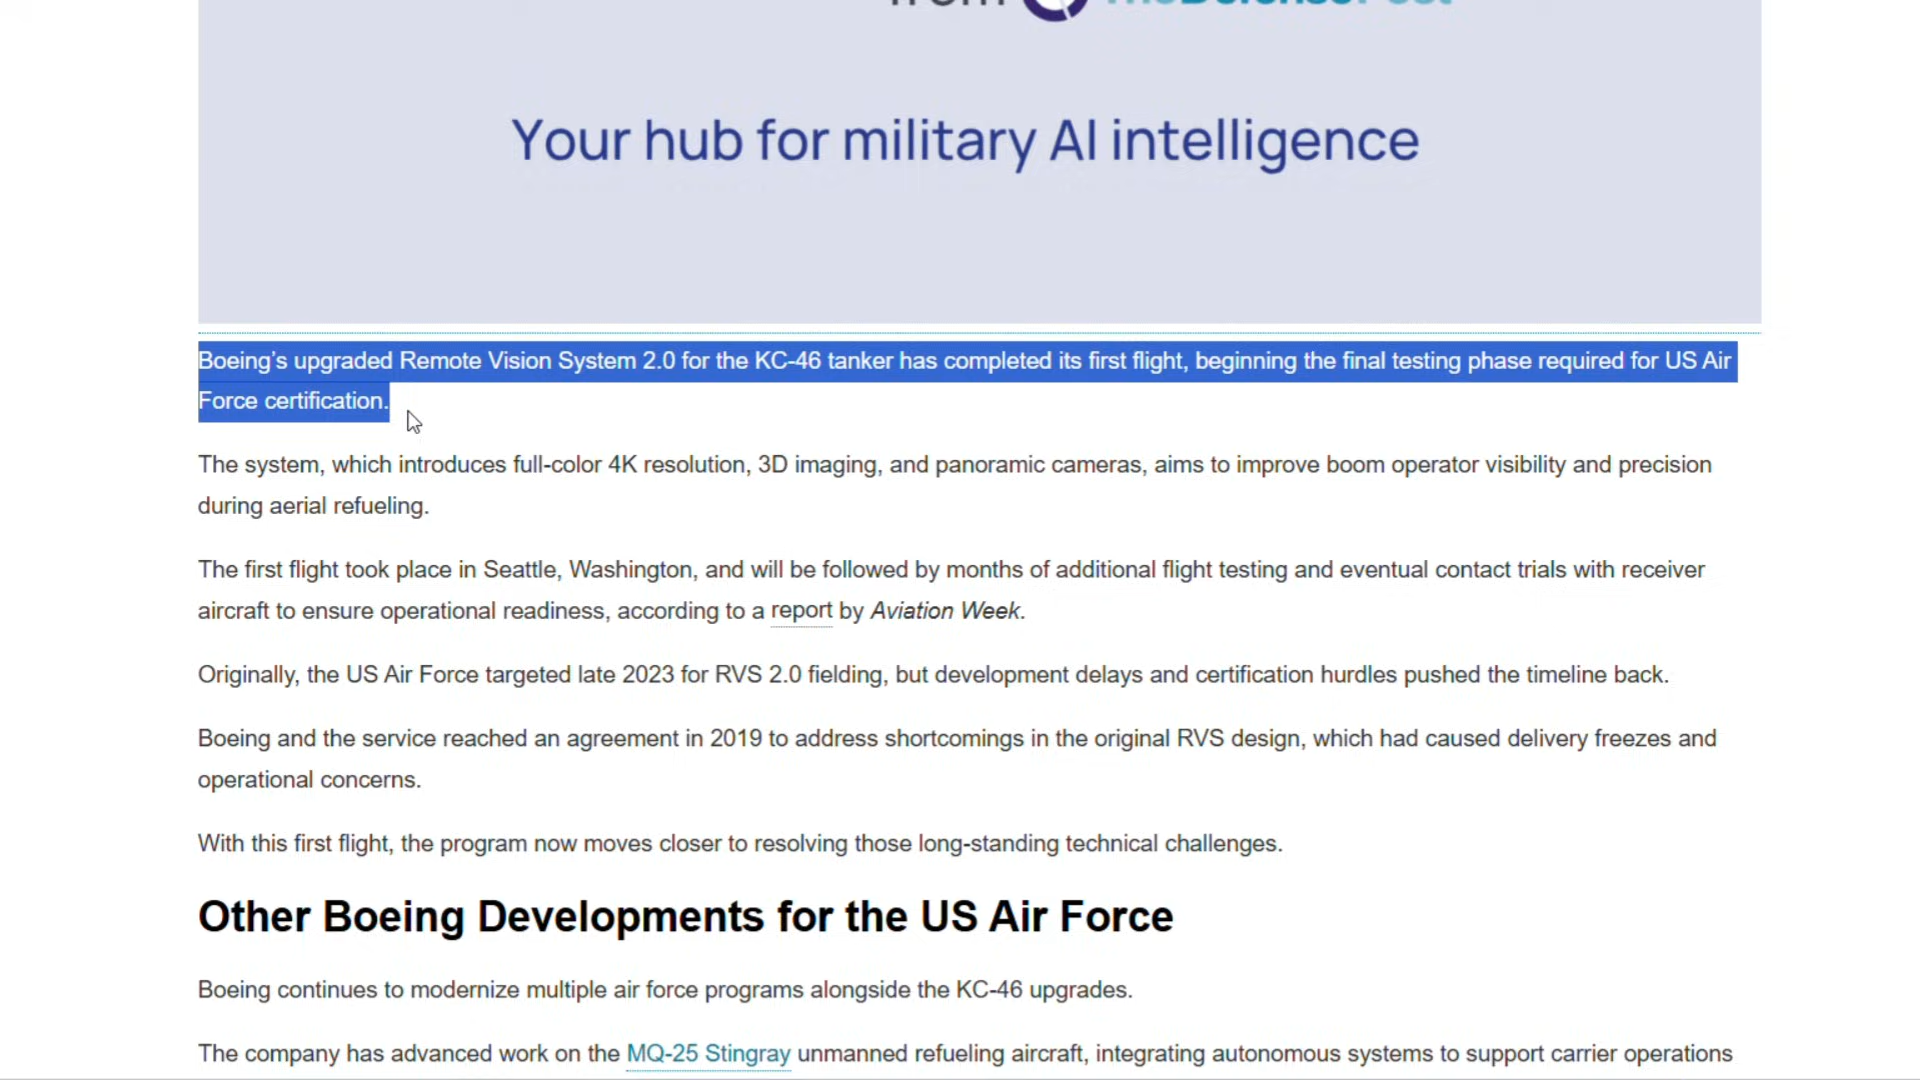 from TheDefensePost
Your hub for military AI intelligence
Boeing’s upgraded Remote Vision System 2.0 for the KC-46 tanker has completed its first flight, beginning the final testing phase required for US Air
Force certification.
The system, which introduces full-color 4K resolution, 3D imaging, and panoramic cameras, aims to improve boom operator visibility and precision
during aerial refueling.
The first flight took place in Seattle, Washington, and will be followed by months of additional flight testing and eventual contact trials with receiver
aircraft to ensure operational readiness, according to a report by Aviation Week.
Originally, the US Air Force targeted late 2023 for RVS 2.0 fielding, but development delays and certification hurdles pushed the timeline back.
Boeing and the service reached an agreement in 2019 to address shortcomings in the original RVS design, which had caused delivery freezes and
operational concerns.
With this first flight, the program now moves closer to resolving those long-standing technical challenges.
Other Boeing Developments for the US Air Force
Boeing continues to modernize multiple air force programs alongside the KC-46 upgrades.
The company has advanced work on the MQ-25 Stingray unmanned refueling aircraft, integrating autonomous systems to support carrier operations